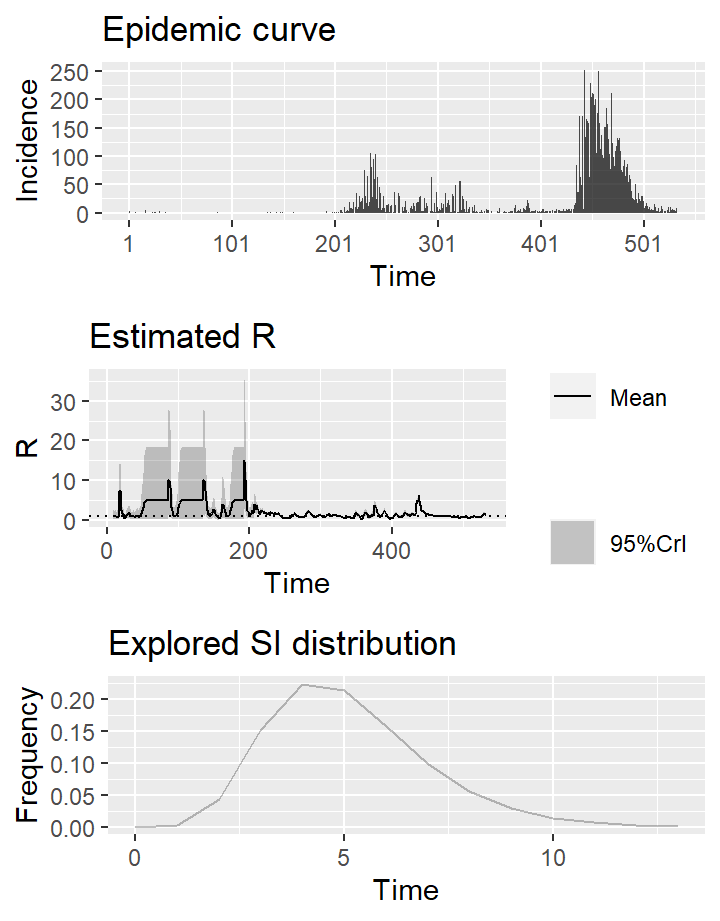 Epidemic curve
Incidence
250
200
150
100
50
0
1 101 201 301 401 501
Time
Estimated R
R
30
20
10
0
0 200 400
Time
Mean
95%CrI
Explored SI distribution
Frequency
0.20
0.15
0.10
0.05
0.00
0 5 10
Time